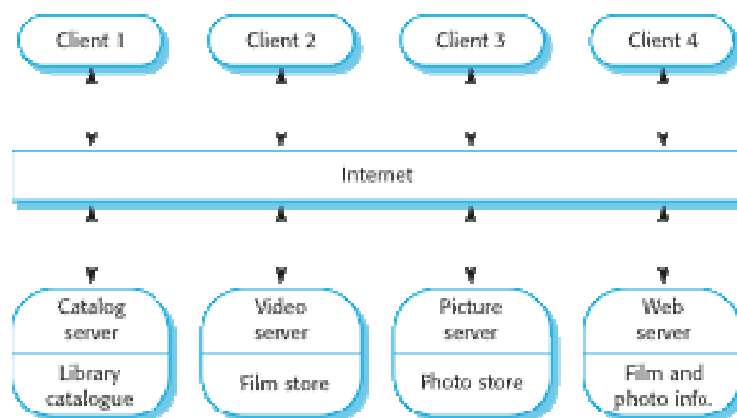 Client 1
Client 2
Client 3
Client 4
Internet
Catalog
server
Library
catalogue
Video
server
Film store
Picture
server
Photo store
Web
server
Film and
photo info.